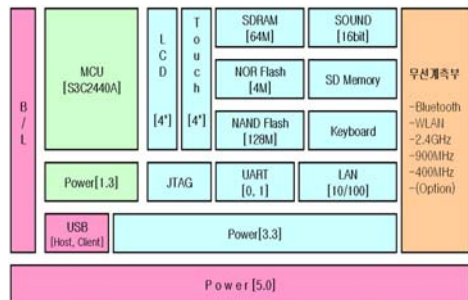 B
/
L
MCU
[S3C2440A]
L
C
D
[4"]
T
o
u
c
h
[4"]
SDRAM
[64M]
SOUND
[16bit]
NOR Flash
[4M]
SD Memory
NAND Flash
[128M]
Keyboard
무선계측부
-Bluetooth
-WLAN
-2.4GHz
-900MHz
-400MHz
-(Option)
Power[1.3]
JTAG
UART
[0, 1]
LAN
[10/100]
USB
[Host, Client]
Power[3.3]
Power[5.0]